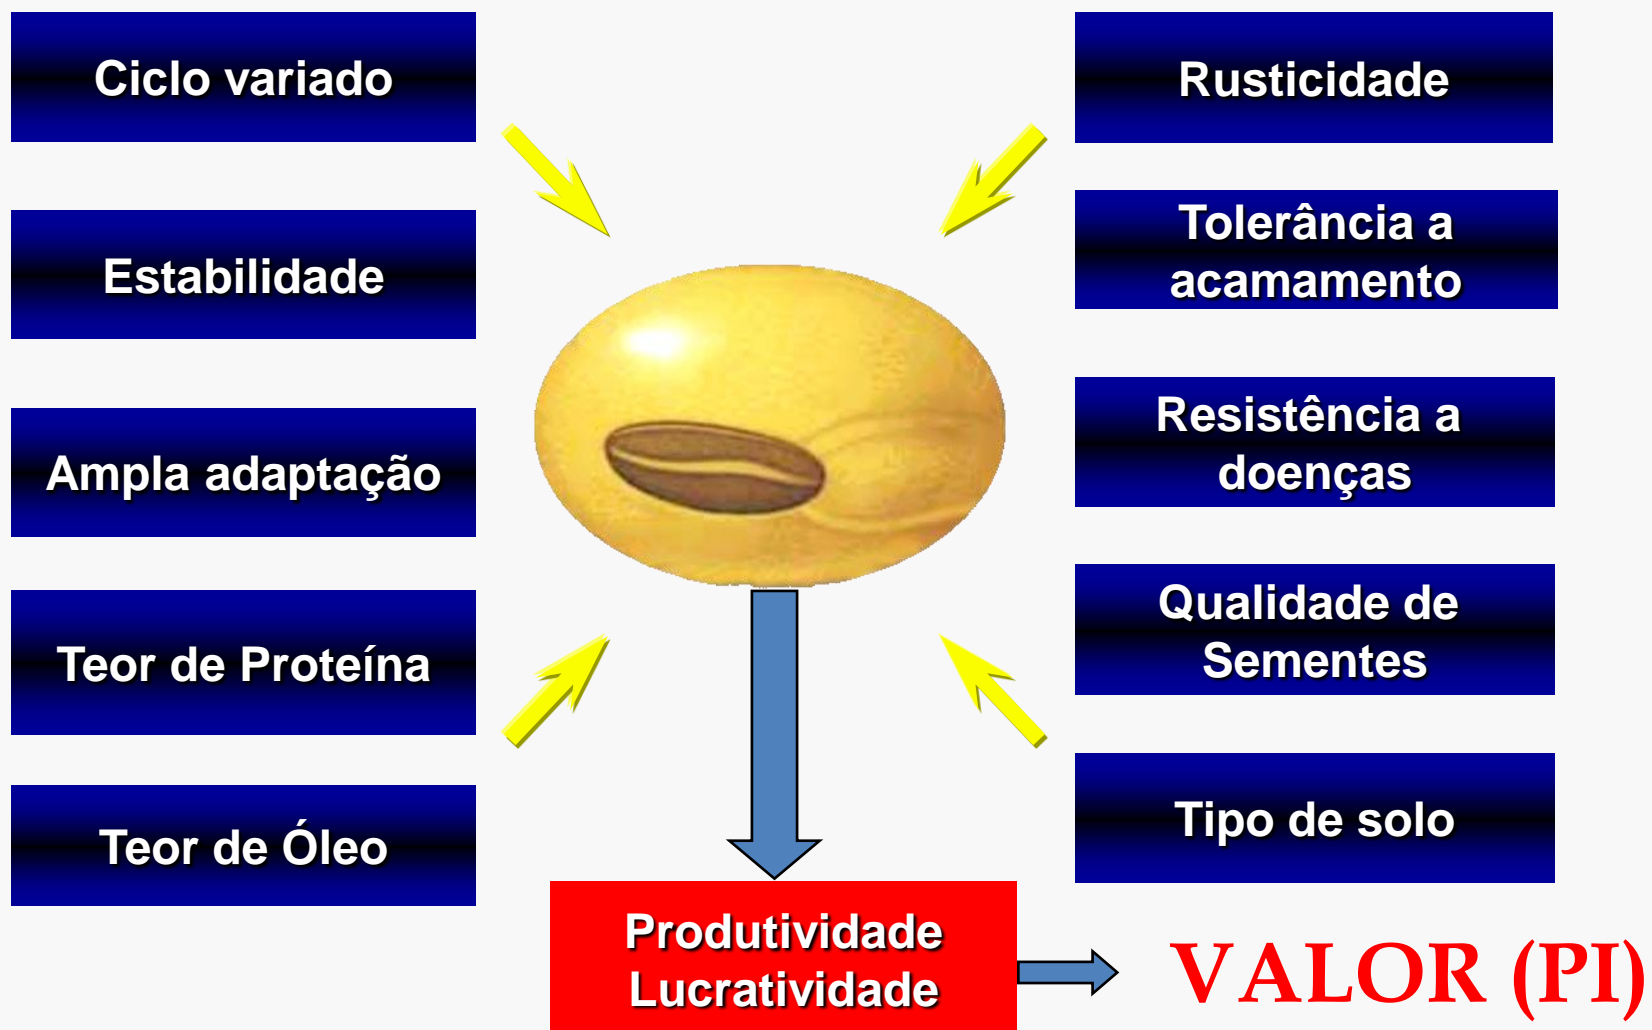 Ciclo variado
Estabilidade
Ampla adaptação
Teor de Proteína
Teor de Óleo
Rusticidade
Tolerância a
acamamento
Resistência a
doenças
Qualidade de
Sementes
Tipo de solo
Produtividade
Lucratividade
VALOR (PI)